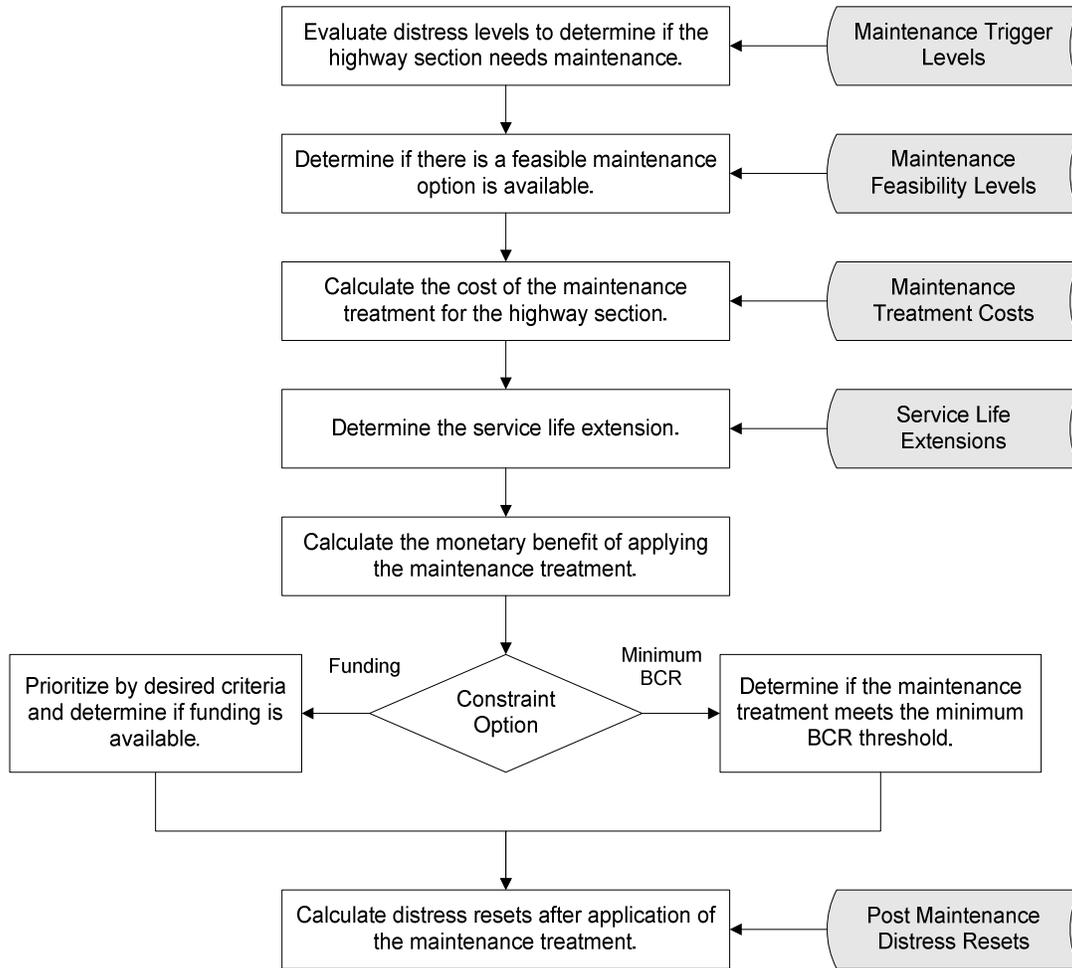 Evaluate distress levels to determine if the
highway section needs maintenance.
Maintenance Trigger
Levels
Determine if there is a feasible maintenance
option is available.
Maintenance
Feasibility Levels
Calculate the cost of the maintenance
treatment for the highway section.
Maintenance
Treatment Costs
Determine the service life extension.
Service Life
Extensions
Calculate the monetary benefit of applying
the maintenance treatment.
Funding
Minimum
BCR
Prioritize by desired criteria
and determine if funding is
available.
Constraint
Option
Determine if the maintenance
treatment meets the minimum
BCR threshold.
Calculate distress resets after application of
the maintenance treatment.
Post Maintenance
Distress Resets